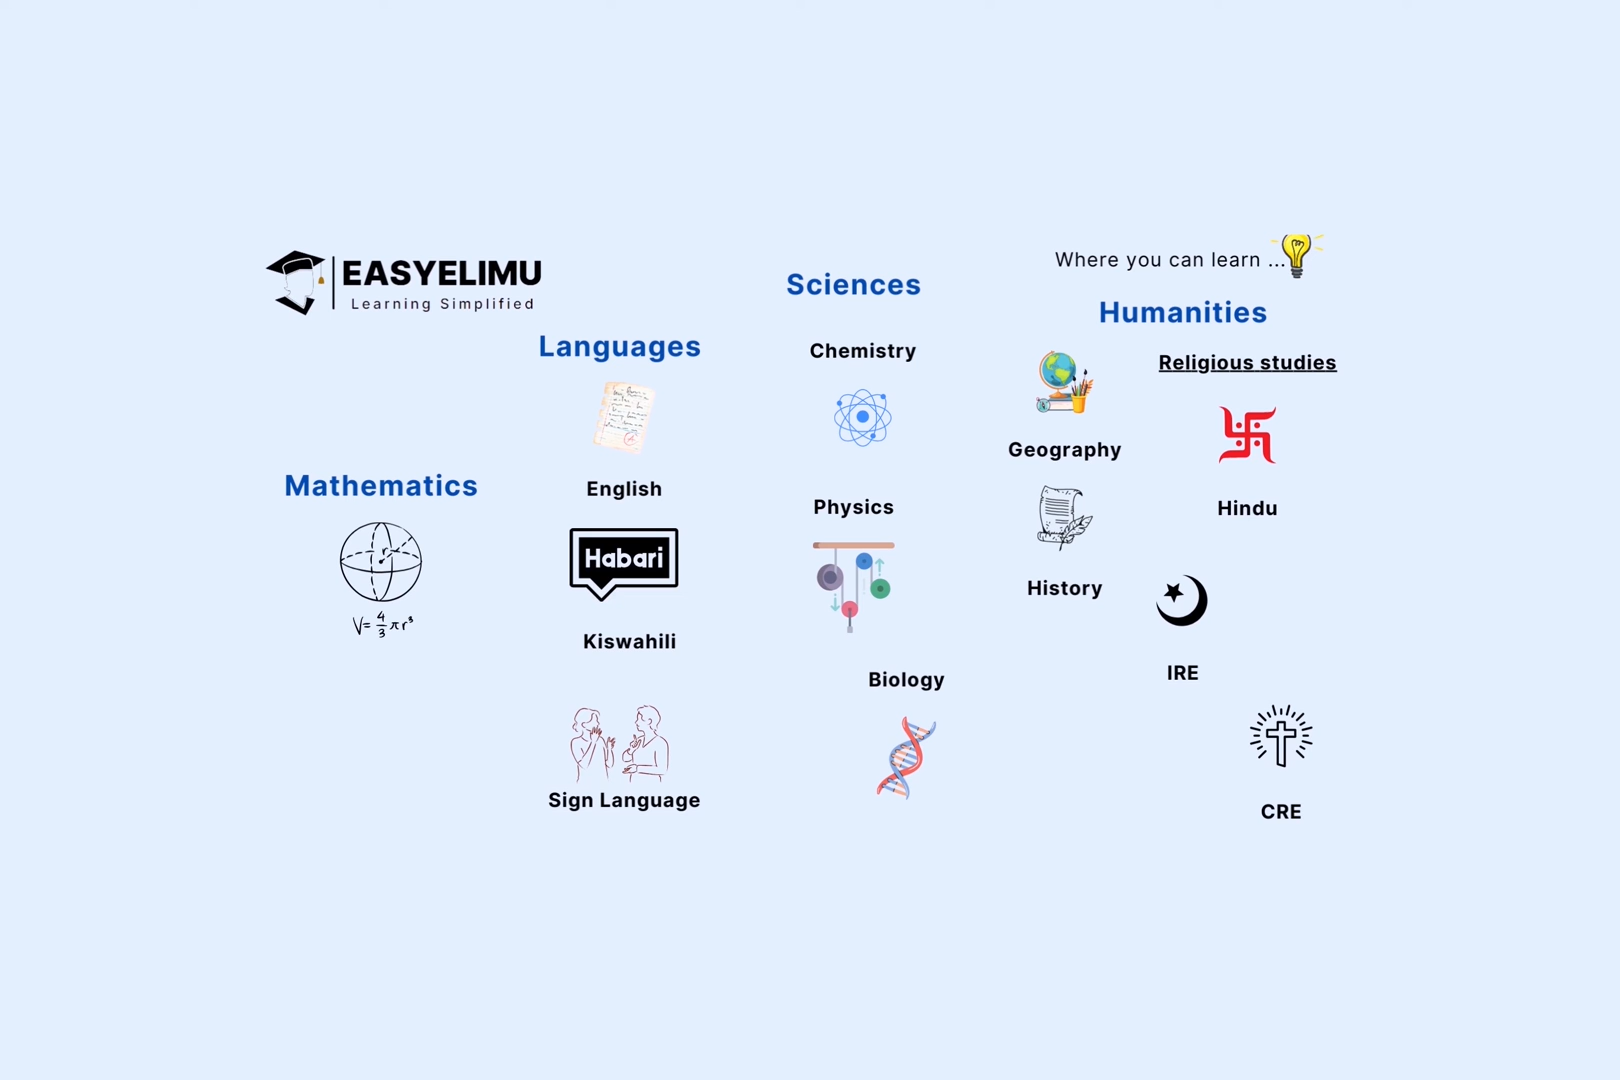 EASYELIMU
Learning Simplified
Where you can learn ...
Mathematics
r
V= 4/3 πr³
Languages
English
Habari
Kiswahili
Sign Language
Sciences
Chemistry
Physics
Biology
Humanities
Geography
History
Religious studies
Hindu
IRE
CRE